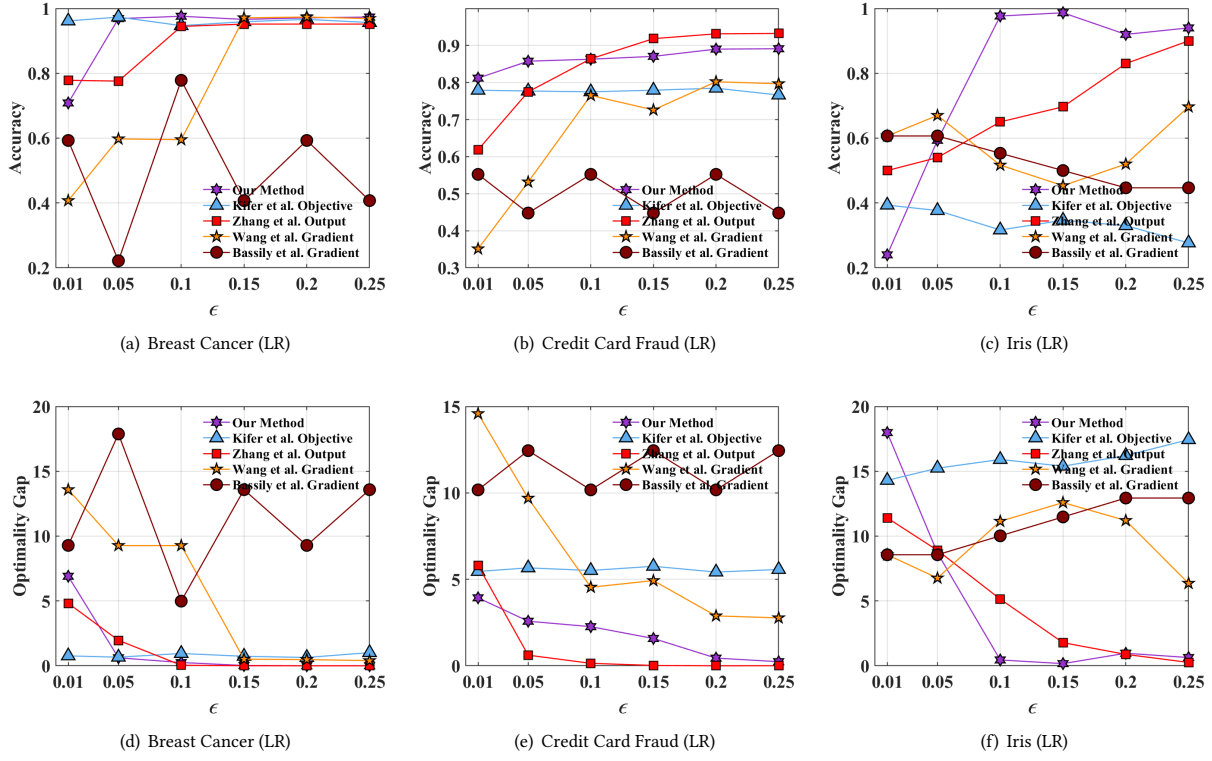 1
0.8
0.6
0.4
0.2
Accuracy
0.01 0.05 0.1 0.15 0.2 0.25
ϵ
Our Method
Kifer et al. Objective
Zhang et al. Output
Wang et al. Gradient
Bassily et al. Gradient
(a) Breast Cancer (LR)
0.9
0.8
0.7
0.6
0.5
0.4
0.3
Accuracy
0.01 0.05 0.1 0.15 0.2 0.25
ϵ
Our Method
Kifer et al. Objective
Zhang et al. Output
Wang et al. Gradient
Bassily et al. Gradient
(b) Credit Card Fraud (LR)
1
0.8
0.6
0.4
0.2
Accuracy
0.01 0.05 0.1 0.15 0.2 0.25
ϵ
Our Method
Kifer et al. Objective
Zhang et al. Output
Wang et al. Gradient
Bassily et al. Gradient
(c) Iris (LR)
20
15
10
5
0
Optimality Gap
0.01 0.05 0.1 0.15 0.2 0.25
ϵ
Our Method
Kifer et al. Objective
Zhang et al. Output
Wang et al. Gradient
Bassily et al. Gradient
(d) Breast Cancer (LR)
15
10
5
0
Optimality Gap
0.01 0.05 0.1 0.15 0.2 0.25
ϵ
Our Method
Kifer et al. Objective
Zhang et al. Output
Wang et al. Gradient
Bassily et al. Gradient
(e) Credit Card Fraud (LR)
20
15
10
5
0
Optimality Gap
0.01 0.05 0.1 0.15 0.2 0.25
ϵ
Our Method
Kifer et al. Objective
Zhang et al. Output
Wang et al. Gradient
Bassily et al. Gradient
(f) Iris (LR)